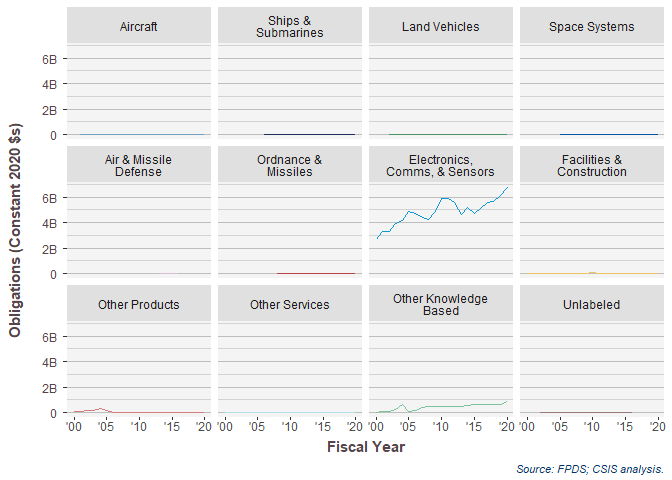 Aircraft
Ships &
Submarines
Land Vehicles
Space Systems
6B
4B
2B
0
Air & Missile
Defense
Ordnance &
Missiles
Electronics,
Comms, & Sensors
Facilities &
Construction
6B
4B
2B
0
Other Products
Other Services
Other Knowledge
Based
Unlabeled
6B
4B
2B
0
'00 '05 '10 '15 '20 '00 '05 '10 '15 '20 '00 '05 '10 '15 '20 '00 '05 '10 '15 '20
Obligations (Constant 2020 $s)
Fiscal Year
Source: FPDS; CSIS analysis.